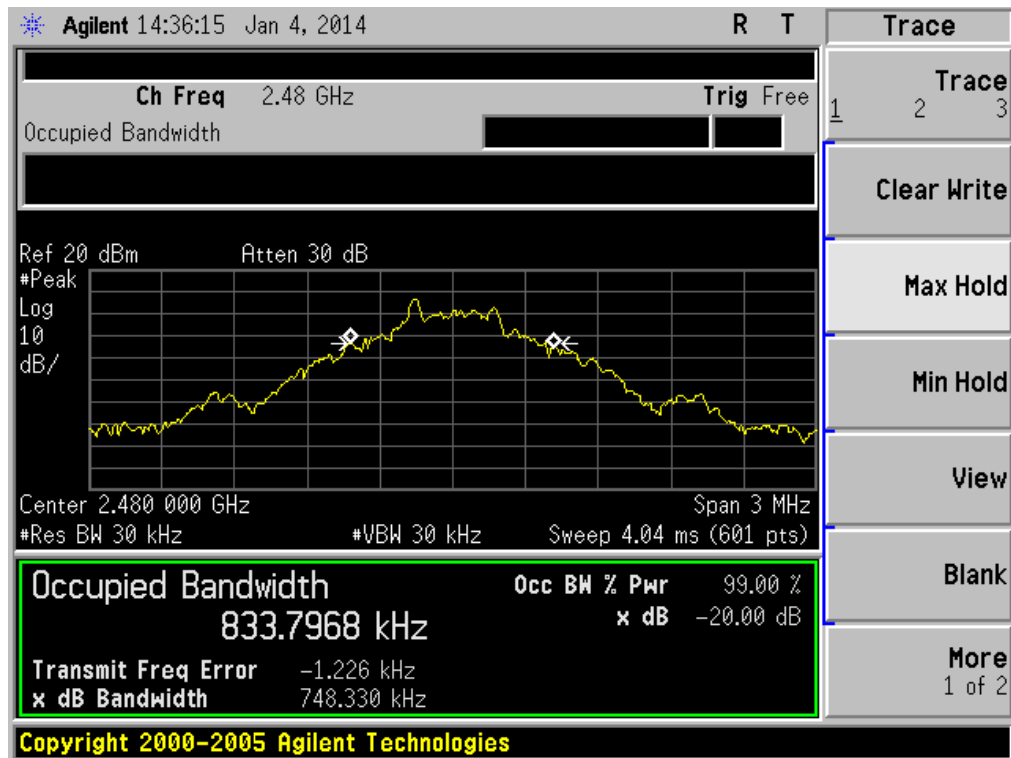 Agilent 14:36:15 Jan 4, 2014 R T
Trace
Ch Freq 2.48 GHz Trig Free
Occupied Bandwidth
Ref 20 dBm Atten 30 dB
#Peak
Log
10
dB/
Center 2.480 000 GHz Span 3 MHz
#Res BW 30 kHz #VBW 30 kHz Sweep 4.04 ms (601 pts)
Occupied Bandwidth
833.7968 kHz
Occ BW % Pwr 99.00 %
x dB -20.00 dB
Transmit Freq Error -1.226 kHz
x dB Bandwidth 748.330 kHz
Trace
1 2 3
Clear Write
Max Hold
Min Hold
View
Blank
More
1 of 2
Copyright 2000-2005 Agilent Technologies